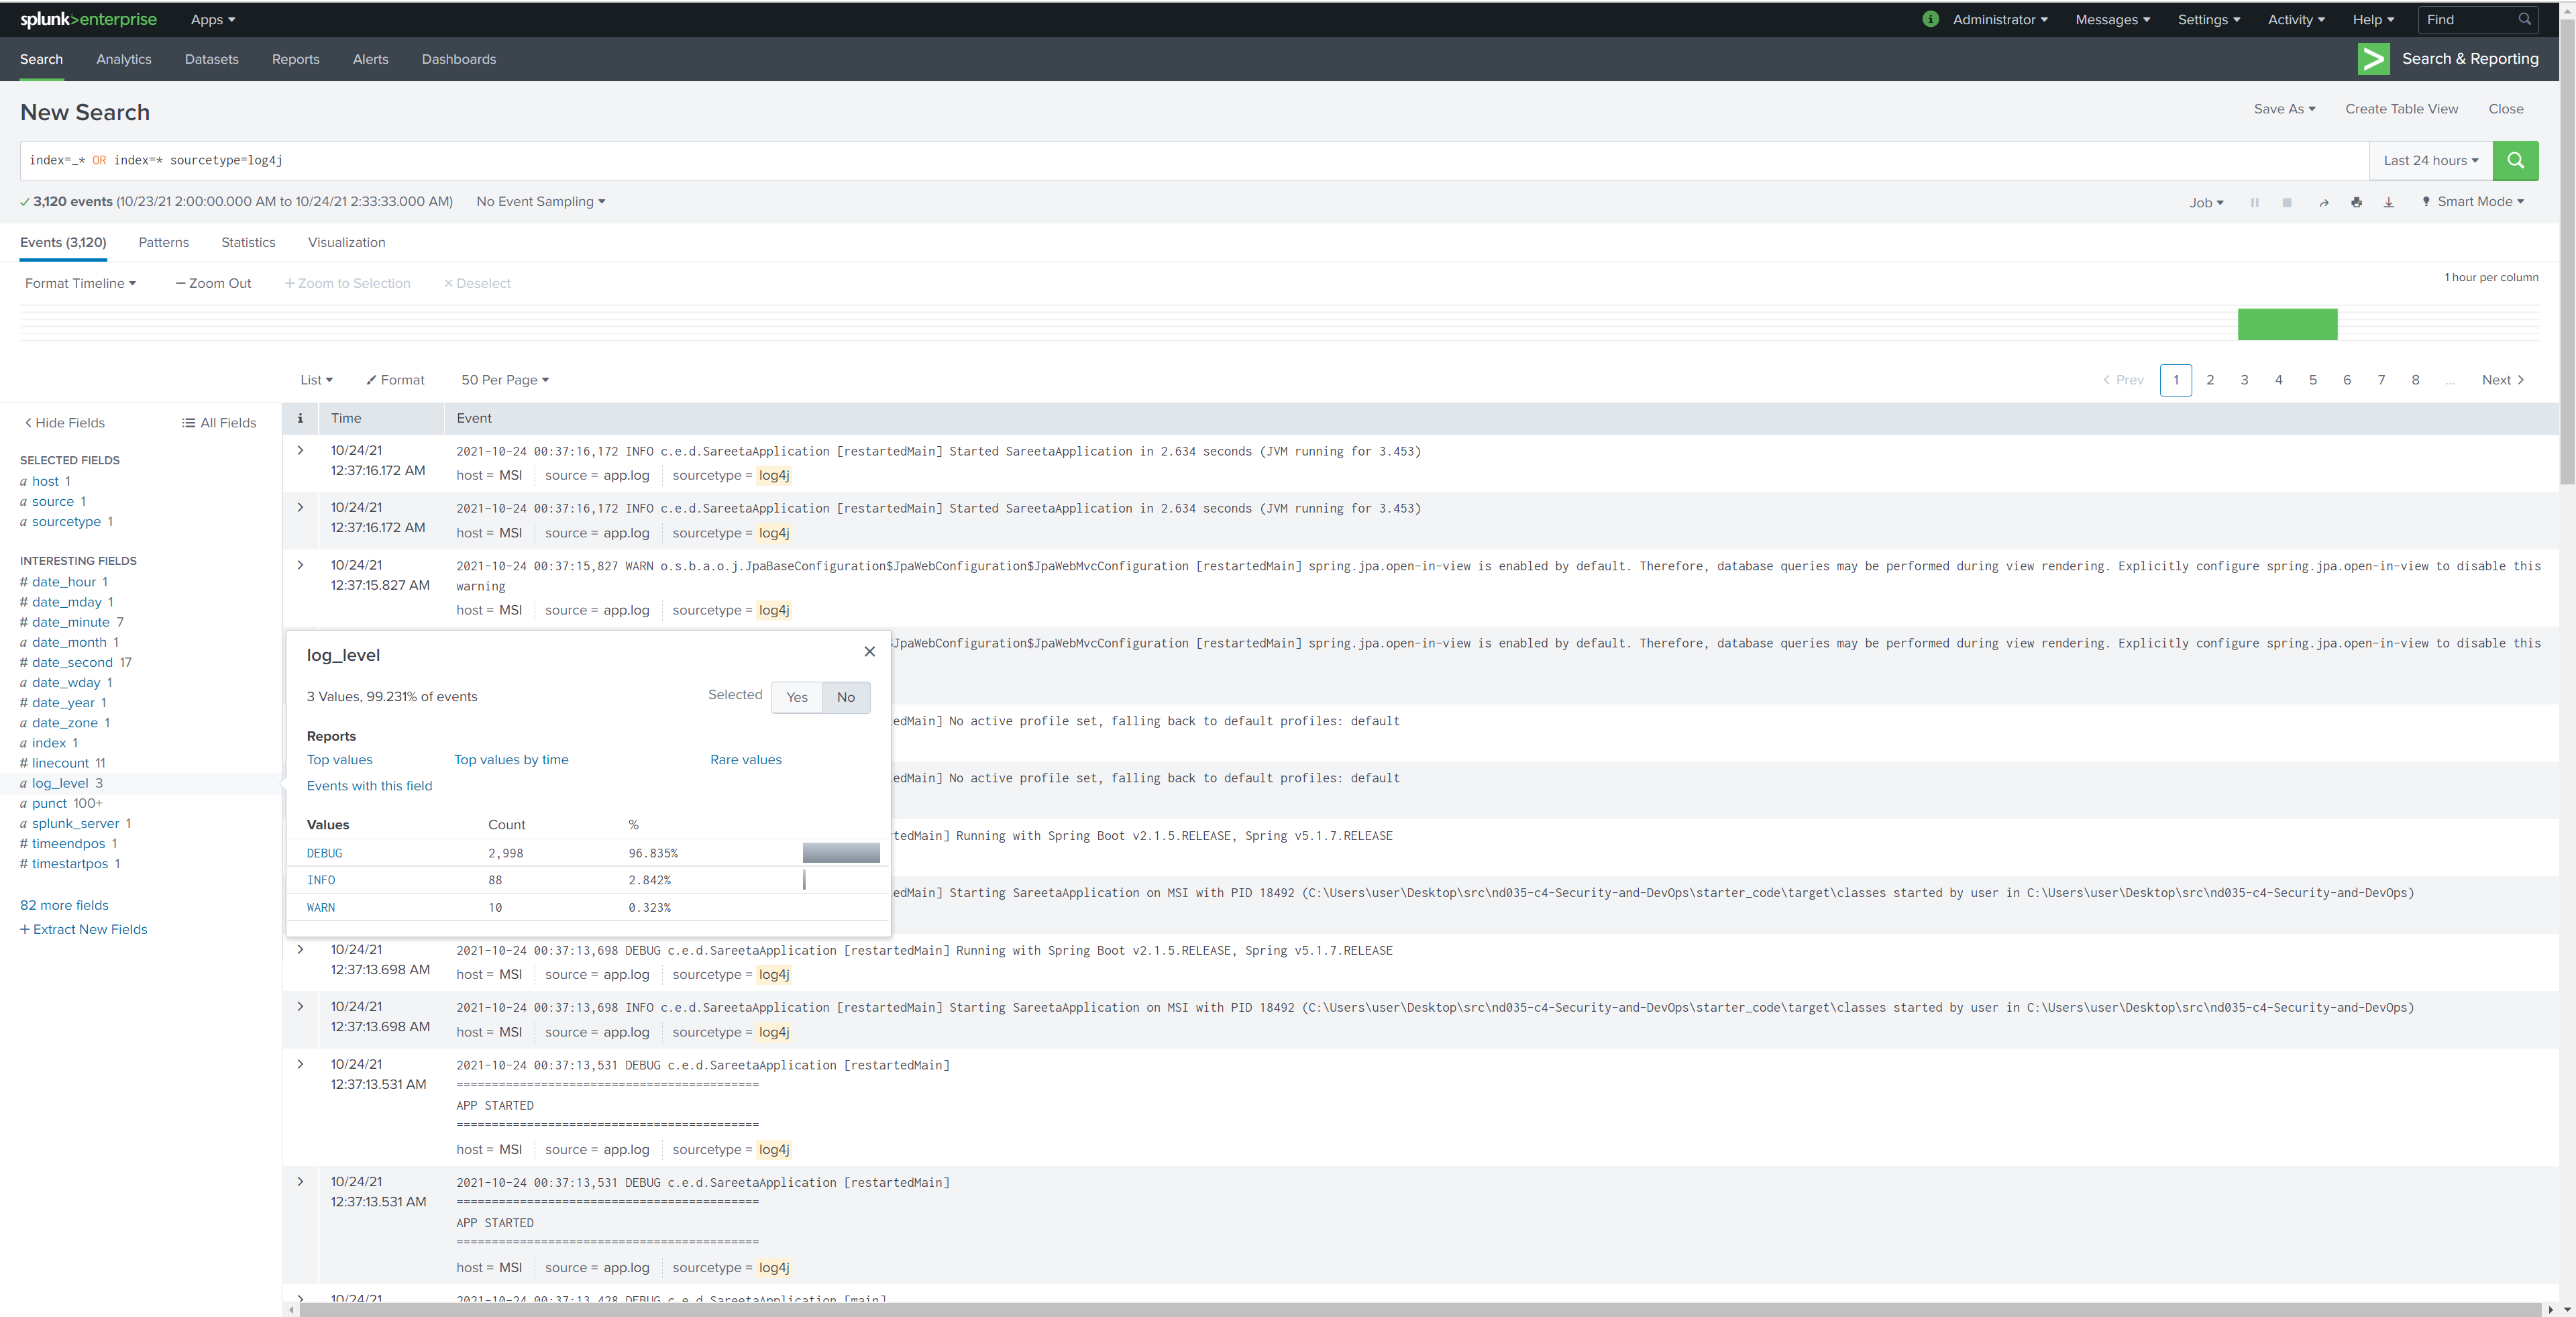 splunk>enterprise Apps Administrator Messages Settings Activity Help Find
Search Analytics Datasets Reports Alerts Dashboards Search & Reporting
New Search Save As Create Table View Close
index=_* OR index=* sourcetype=log4j Last 24 hours
3,120 events (10/23/21 2:00:00.000 AM to 10/24/21 2:33:33.000 AM) No Event Sampling Job Smart Mode
Events (3,120) Patterns Statistics Visualization
Format Timeline — Zoom Out + Zoom to Selection × Deselect 1 hour per column
List Format 50 Per Page < Prev 1 2 3 4 5 6 7 8 ... Next >
< Hide Fields All Fields
SELECTED FIELDS
a host 1
a source 1
a sourcetype 1
INTERESTING FIELDS
# date_hour 1
# date_mday 1
# date_minute 7
a date_month 1
# date_second 17
a date_wday 1
# date_year 1
a date_zone 1
a index 1
# linecount 11
a log_level 3
a punct 100+
a splunk_server 1
# timeendpos 1
# timestartpos 1
82 more fields
+ Extract New Fields
i Time Event
> 10/24/21 2021-10-24 00:37:16,172 INFO c.e.d.SareetaApplication [restartedMain] Started SareetaApplication in 2.634 seconds (JVM running for 3.453)
12:37:16.172 AM host = MSI source = app.log sourcetype = log4j
> 10/24/21 2021-10-24 00:37:16,172 INFO c.e.d.SareetaApplication [restartedMain] Started SareetaApplication in 2.634 seconds (JVM running for 3.453)
12:37:16.172 AM host = MSI source = app.log sourcetype = log4j
> 10/24/21 2021-10-24 00:37:15,827 WARN o.s.b.a.o.j.JpaBaseConfiguration$JpaWebConfiguration$JpaWebMvcConfiguration [restartedMain] spring.jpa.open-in-view is enabled by default. Therefore, database queries may be performed during view rendering. Explicitly configure spring.jpa.open-in-view to disable this
12:37:15.827 AM warning
host = MSI source = app.log sourcetype = log4j
JpaWebConfiguration$JpaWebMvcConfiguration [restartedMain] spring.jpa.open-in-view is enabled by default. Therefore, database queries may be performed during view rendering. Explicitly configure spring.jpa.open-in-view to disable this
edMain] No active profile set, falling back to default profiles: default
edMain] No active profile set, falling back to default profiles: default
tedMain] Running with Spring Boot v2.1.5.RELEASE, Spring v5.1.7.RELEASE
edMain] Starting SareetaApplication on MSI with PID 18492 (C:\Users\user\Desktop\src\nd035-c4-Security-and-DevOps\starter_code\target\classes started by user in C:\Users\user\Desktop\src\nd035-c4-Security-and-DevOps)
log_level ×
3 Values, 99.231% of events Selected Yes No
Reports
Top values Top values by time Rare values
Events with this field
Values Count %
DEBUG 2,998 96.835%
INFO 88 2.842%
WARN 10 0.323%
> 10/24/21 2021-10-24 00:37:13,698 DEBUG c.e.d.SareetaApplication [restartedMain] Running with Spring Boot v2.1.5.RELEASE, Spring v5.1.7.RELEASE
12:37:13.698 AM host = MSI source = app.log sourcetype = log4j
> 10/24/21 2021-10-24 00:37:13,698 INFO c.e.d.SareetaApplication [restartedMain] Starting SareetaApplication on MSI with PID 18492 (C:\Users\user\Desktop\src\nd035-c4-Security-and-DevOps\starter_code\target\classes started by user in C:\Users\user\Desktop\src\nd035-c4-Security-and-DevOps)
12:37:13.698 AM host = MSI source = app.log sourcetype = log4j
> 10/24/21 2021-10-24 00:37:13,531 DEBUG c.e.d.SareetaApplication [restartedMain]
12:37:13.531 AM ===========================================
APP STARTED
===========================================
host = MSI source = app.log sourcetype = log4j
> 10/24/21 2021-10-24 00:37:13,531 DEBUG c.e.d.SareetaApplication [restartedMain]
12:37:13.531 AM ===========================================
APP STARTED
===========================================
host = MSI source = app.log sourcetype = log4j
> 10/24/21 2021-10-24 00:37:13,428 DEBUG c.e.d.SareetaApplication [main]